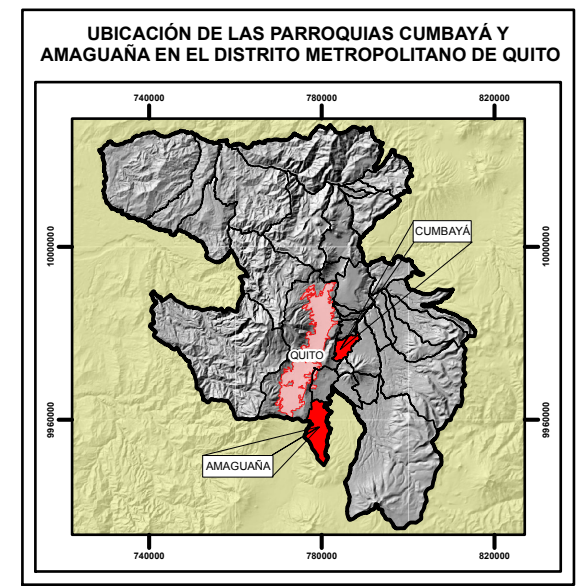 UBICACIÓN DE LAS PARROQUIAS CUMBAYÁ Y
AMAGUAÑA EN EL DISTRITO METROPOLITANO DE QUITO
740000
780000
820000
10000000
10000000
CUMBAYÁ
QUITO
9960000
9960000
AMAGUAÑA
740000
780000
820000